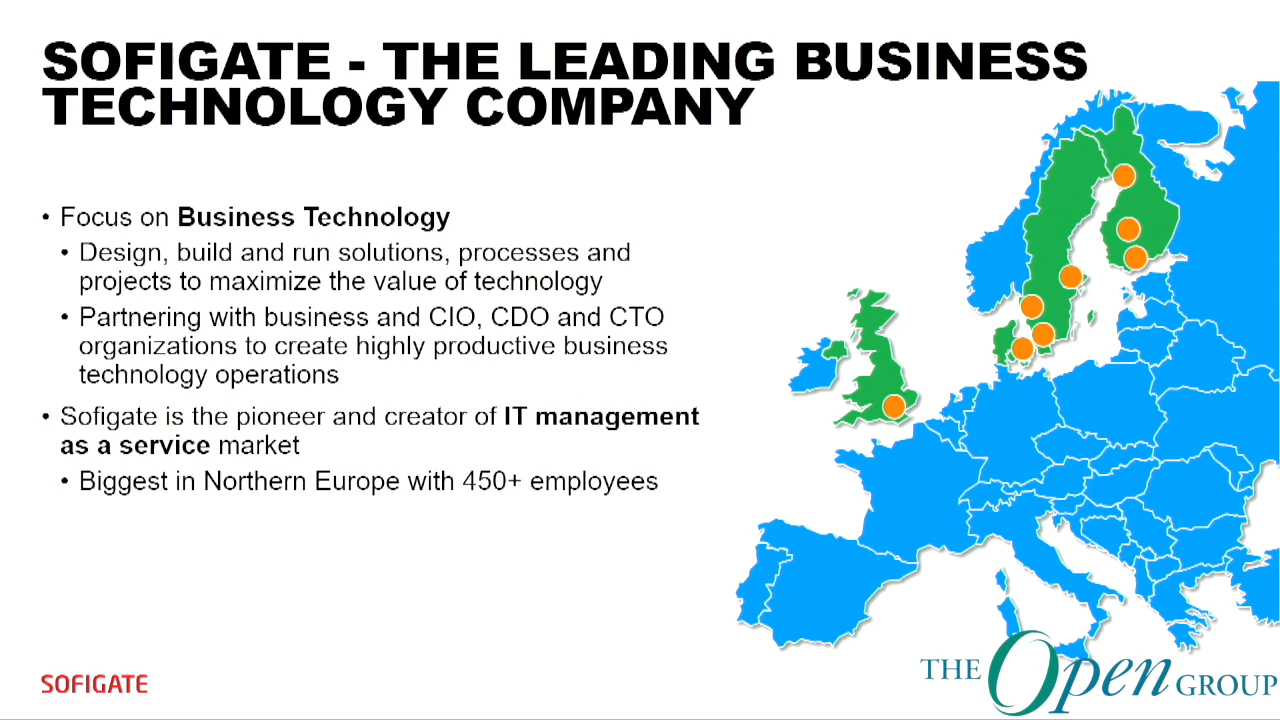 SOFIGATE - THE LEADING BUSINESS
TECHNOLOGY COMPANY
• Focus on Business Technology
• Design, build and run solutions, processes and
projects to maximize the value of technology
• Partnering with business and CIO, CDO and CTO
organizations to create highly productive business
technology operations
• Sofigate is the pioneer and creator of IT management
as a service market
• Biggest in Northern Europe with 450+ employees
SOFIGATE
THE Open GROUP